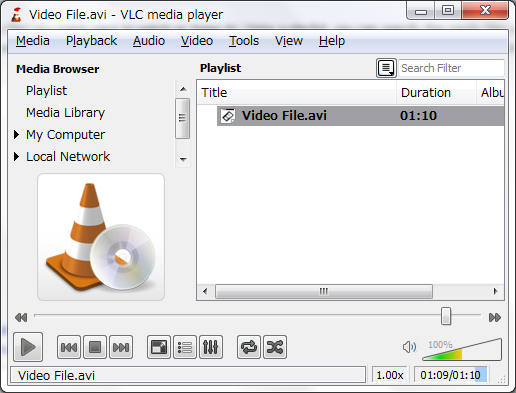 Video File.avi - VLC media player
Media Playback Audio Video Tools View Help
Media Browser
Playlist
Media Library
My Computer
Local Network
Playlist
Search Filter
Title Duration Albu
Video File.avi 01:10
100%
Video File.avi 1.00x 01:09/01:10